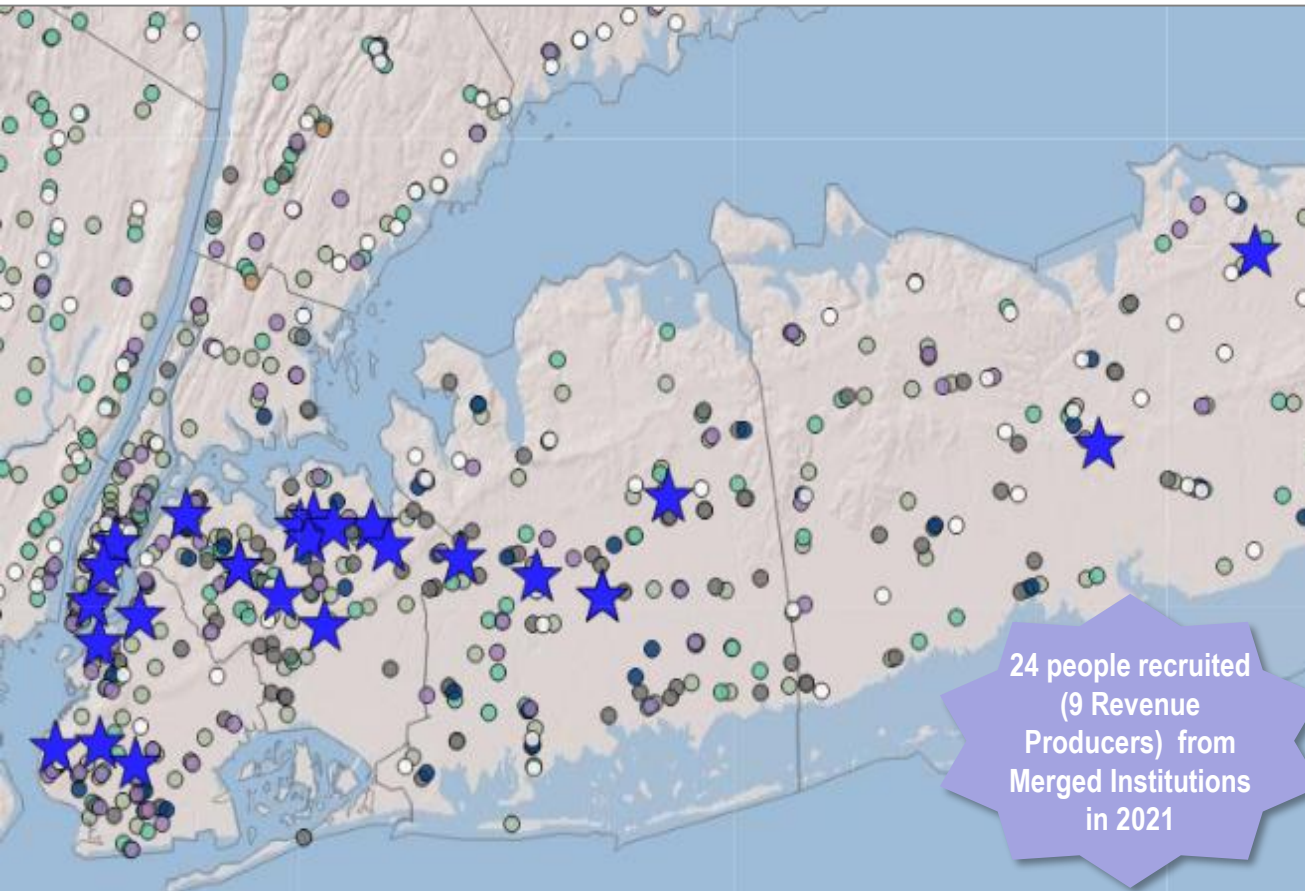 24 people recruited
(9 Revenue
Producers) from
Merged Institutions
in 2021